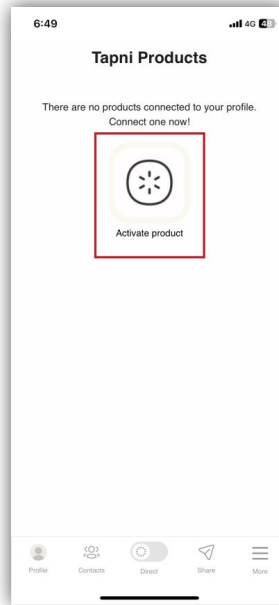 6:49 4G 43
Tapni Products
There are no products connected to your profile.
Connect one now!
Activate product
Profile Contacts Direct Share More